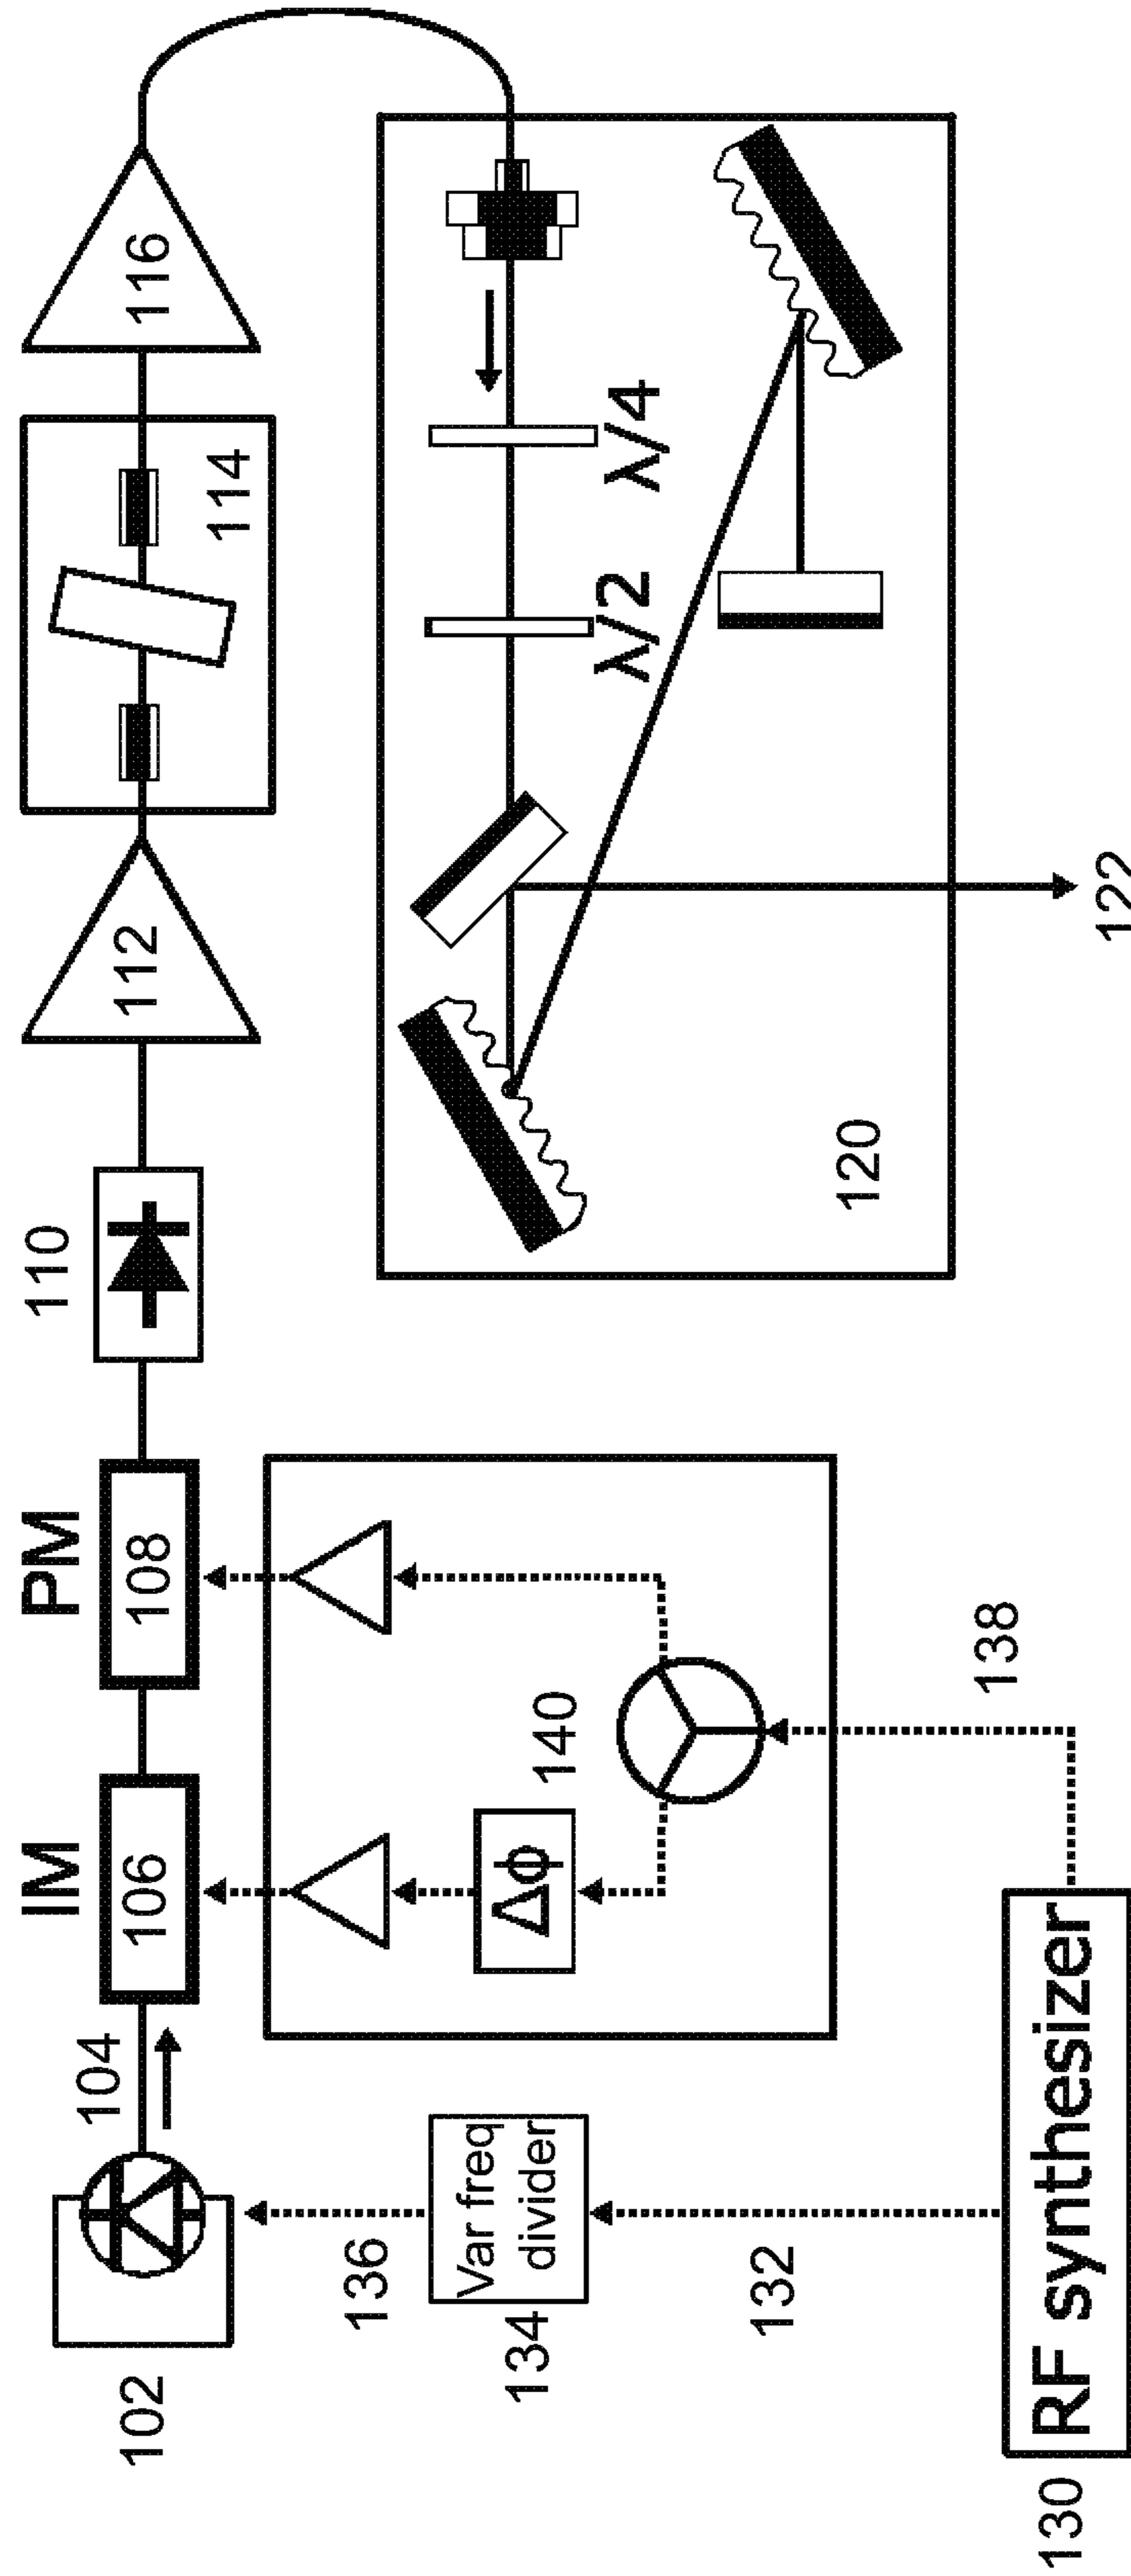 102
104
IM
106
PM
108
110
112
114
116
136
Var freq
divider
134
132
Δϕ
140
138
130
RF synthesizer
λ/2
λ/4
120
122